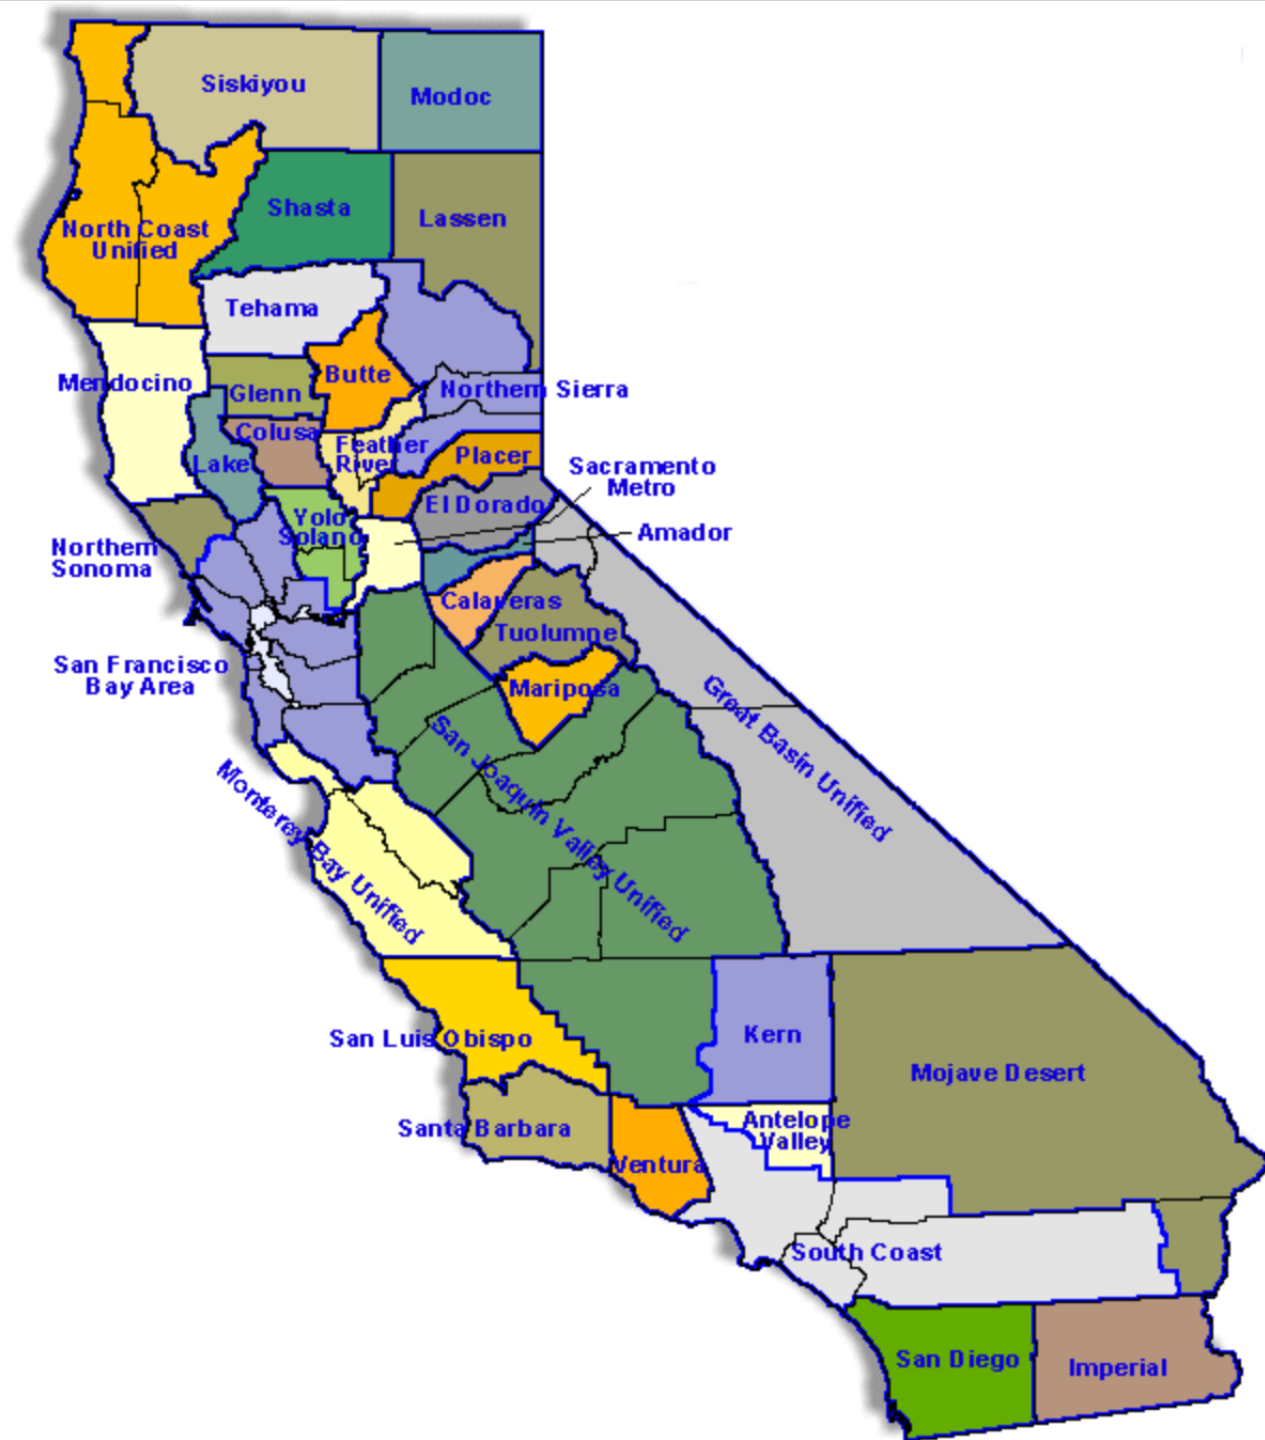 Siskiyou
Modoc
Shasta
Lassen
North Coast
Unified
Tehama
Butte
Mendocino
Glenn
Northern Sierra
Colusa
Feather
River
Placer
Lake
Sacramento
Metro
El Dorado
Yolo
Solano
Amador
Northern
Sonoma
Calaveras
Tuolumne
San Francisco
Bay Area
Mariposa
Great Basin Unified
San Joaquin Valley Unified
Monterey Bay Unified
San Luis Obispo
Kern
Mojave Desert
Santa Barbara
Antelope
Valley
Ventura
South Coast
San Diego
Imperial